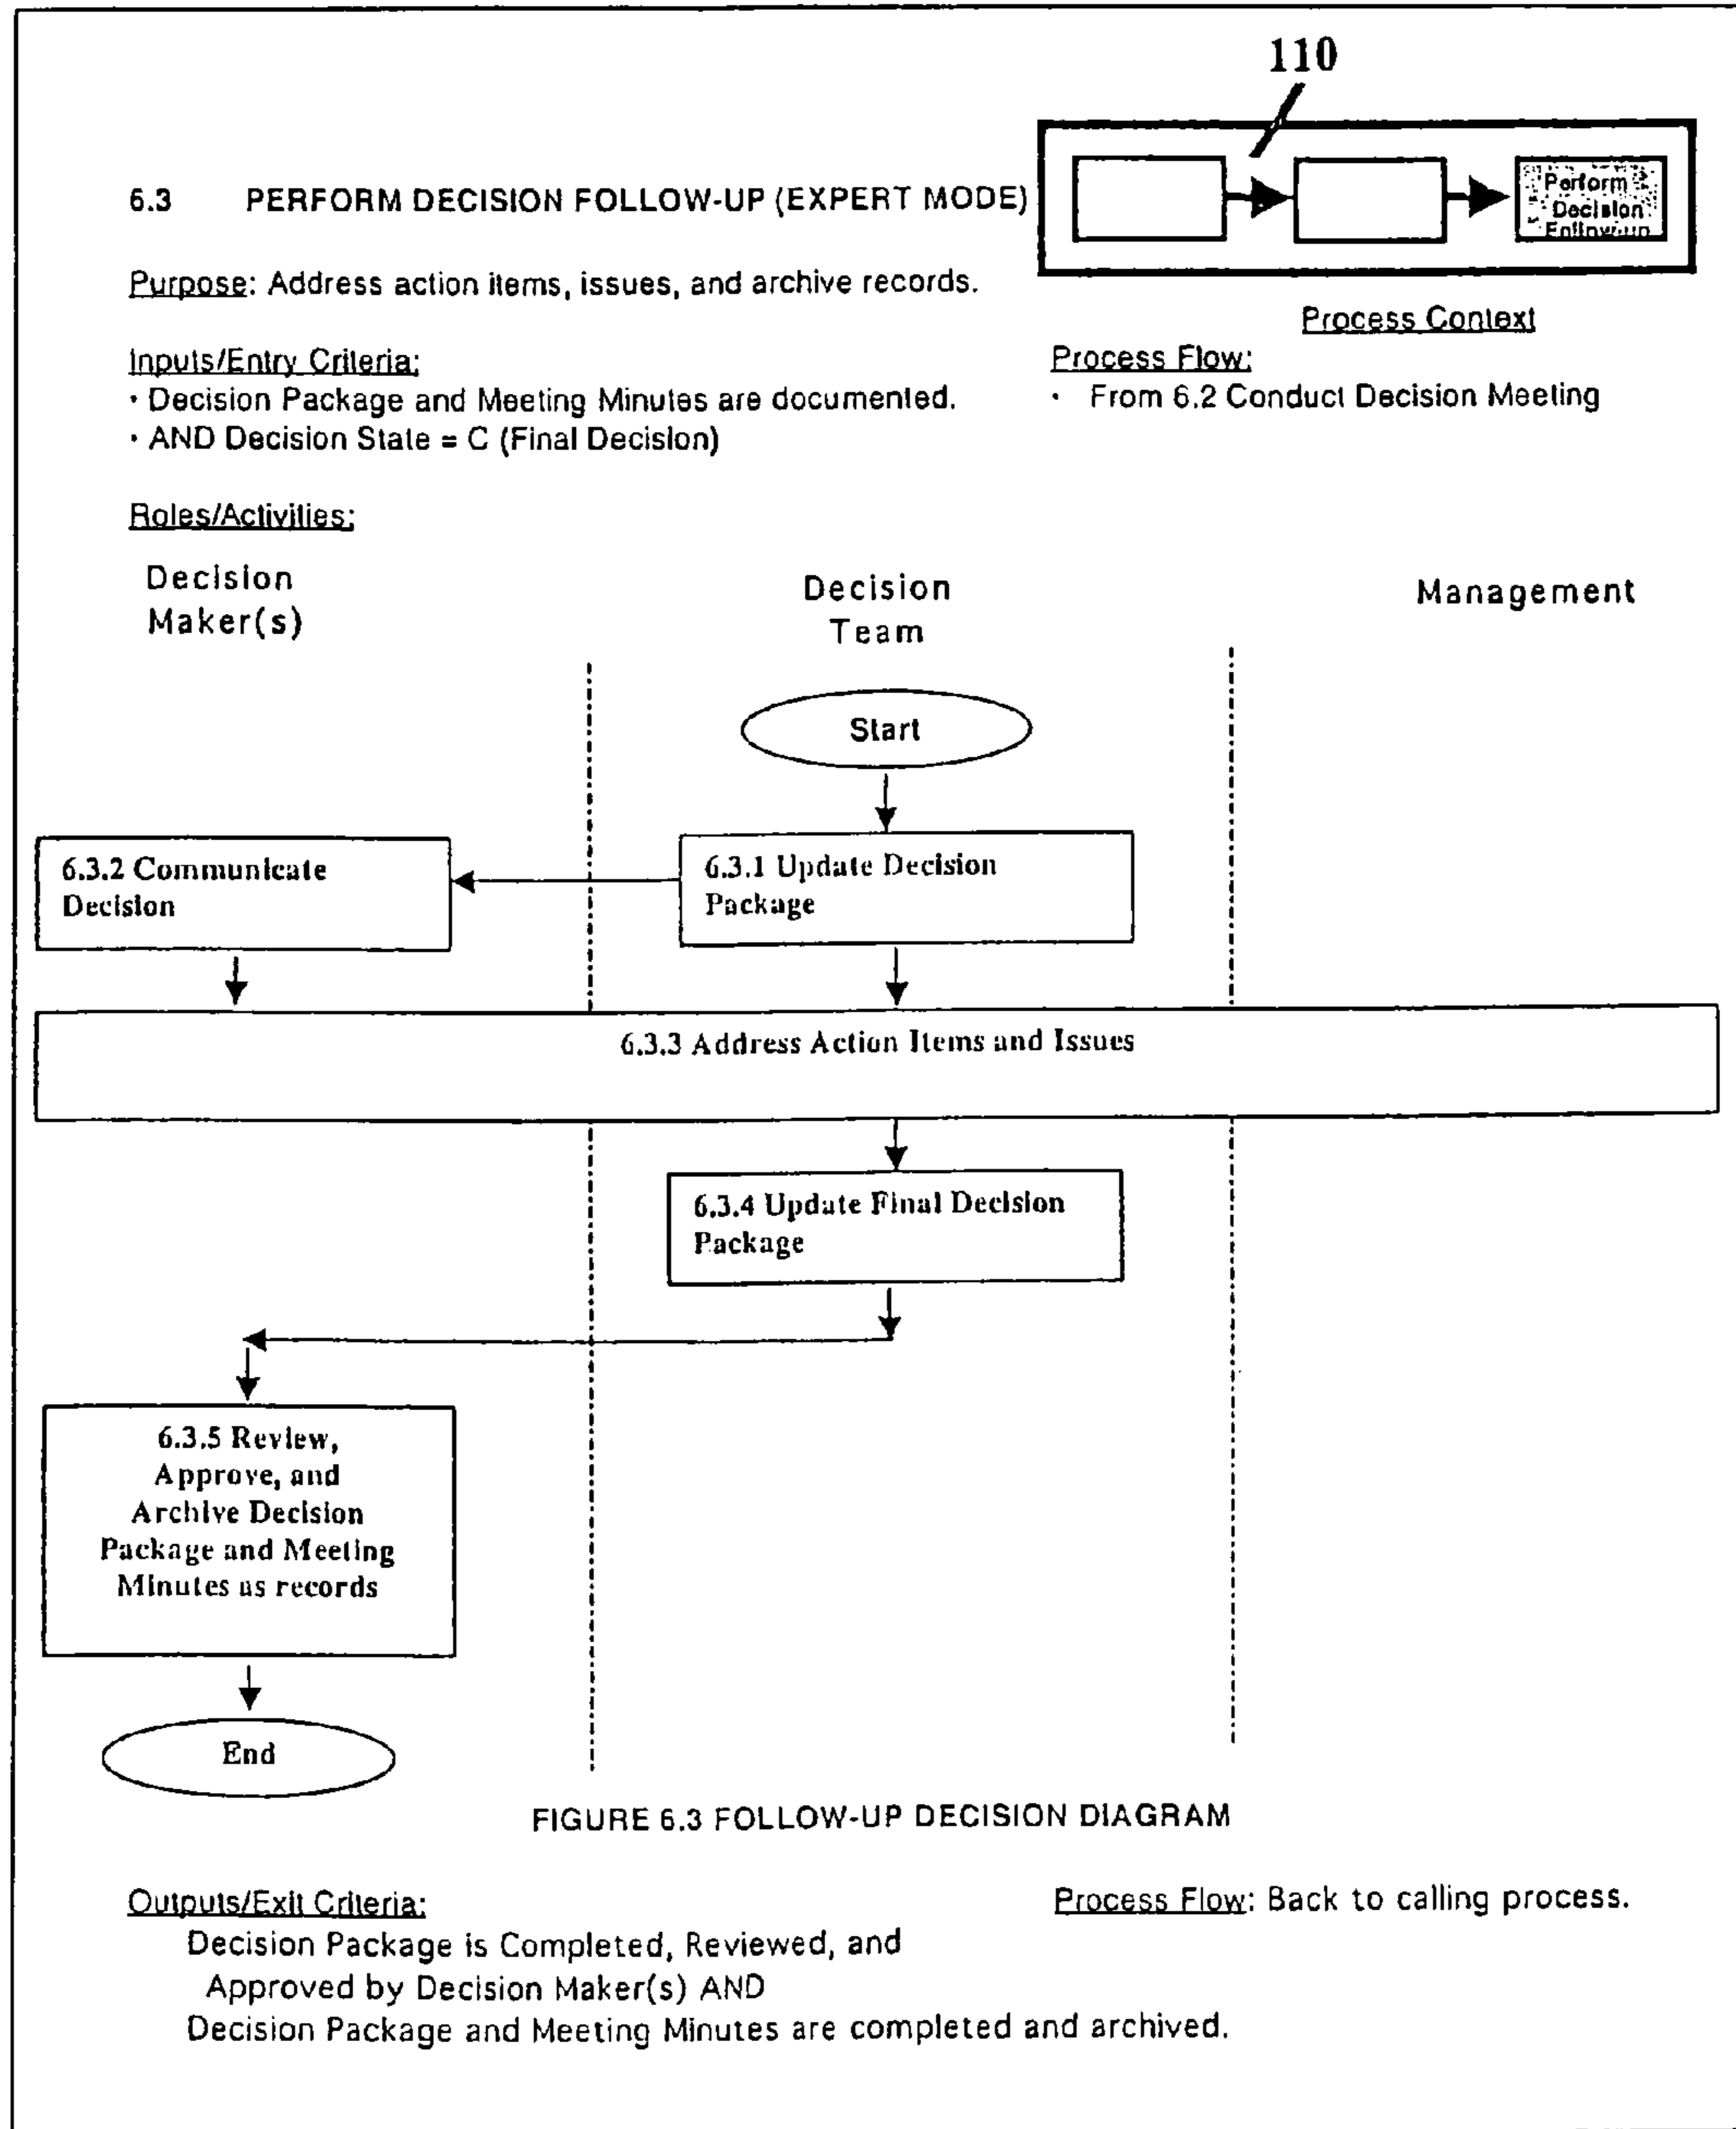 110
6.3 PERFORM DECISION FOLLOW-UP (EXPERT MODE)
Perform
Decision
Follow-up
Purpose: Address action items, issues, and archive records.
Process Context
Inputs/Entry Criteria:
• Decision Package and Meeting Minutes are documented.
• AND Decision State = C (Final Decision)
Process Flow:
• From 6.2 Conduct Decision Meeting
Roles/Activities:
Decision
Maker(s)
Decision
Team
Management
Start
6.3.2 Communicate
Decision
6.3.1 Update Decision
Package
6.3.3 Address Action Items and Issues
6.3.4 Update Final Decision
Package
6.3.5 Review,
Approve, and
Archive Decision
Package and Meeting
Minutes as records
End
FIGURE 6.3 FOLLOW-UP DECISION DIAGRAM
Outputs/Exit Criteria:
Decision Package is Completed, Reviewed, and
Approved by Decision Maker(s) AND
Decision Package and Meeting Minutes are completed and archived.
Process Flow: Back to calling process.